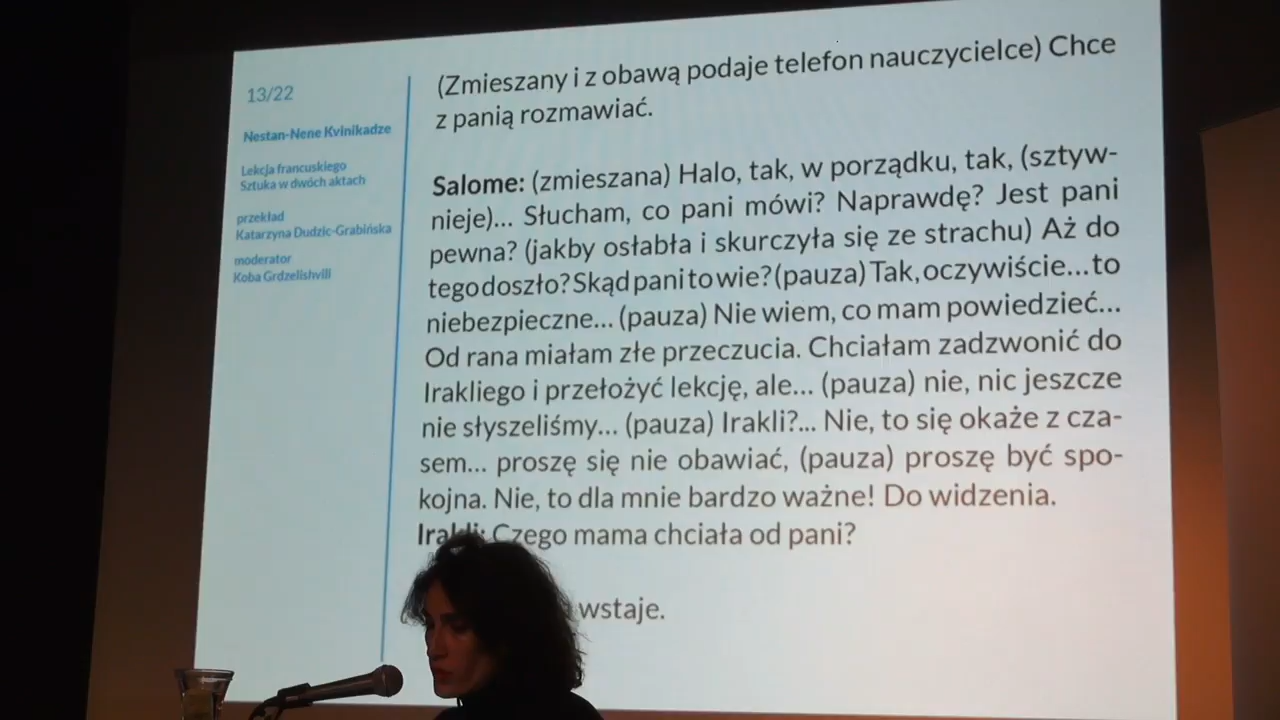 13/22
Nestan-Nene Kvinikadze
Lekcja francuskiego
Sztuka w dwóch aktach
przekład
Katarzyna Dudzic-Grabińska
moderator
Koba Grdzelishvili
(Zmieszany i z obawą podaje telefon nauczycielce) Chce
z panią rozmawiać.
Salome: (zmieszana) Halo, tak, w porządku, tak, (sztyw-
nieje)... Słucham, co pani mówi? Naprawdę? Jest pani
pewna? (jakby osłabła i skurczyła się ze strachu) Aż do
tego doszło? Skąd pani to wie? (pauza) Tak, oczywiście... to
niebezpieczne... (pauza) Nie wiem, co mam powiedzieć...
Od rana miałam złe przeczucia. Chciałam zadzwonić do
Irakliego i przełożyć lekcję, ale... (pauza) nie, nic jeszcze
nie słyszeliśmy... (pauza) Irakli?... Nie, to się okaże z cza-
sem... proszę się nie obawiać, (pauza) proszę być spo-
kojna. Nie, to dla mnie bardzo ważne! Do widzenia.
Irakli: Czego mama chciała od pani?
wstaje.